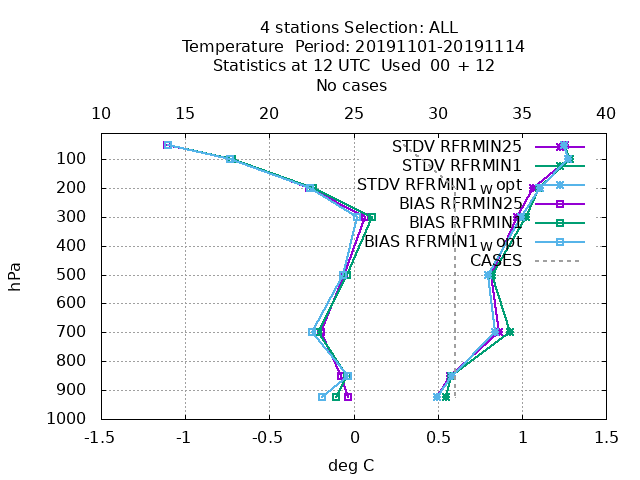 4 stations Selection: ALL
Temperature  Period: 20191101-20191114
Statistics at 12 UTC  Used  00 + 12
No cases
10 15 20 25 30 35 40
STDV RFRMIN25
STDV RFRMIN1
STDV RFRMIN1w opt
BIAS RFRMIN25
BIAS RFRMIN1
BIAS RFRMIN1w opt
CASES
hPa
100
200
300
400
500
600
700
800
900
1000
-1.5 -1 -0.5 0 0.5 1 1.5
deg C